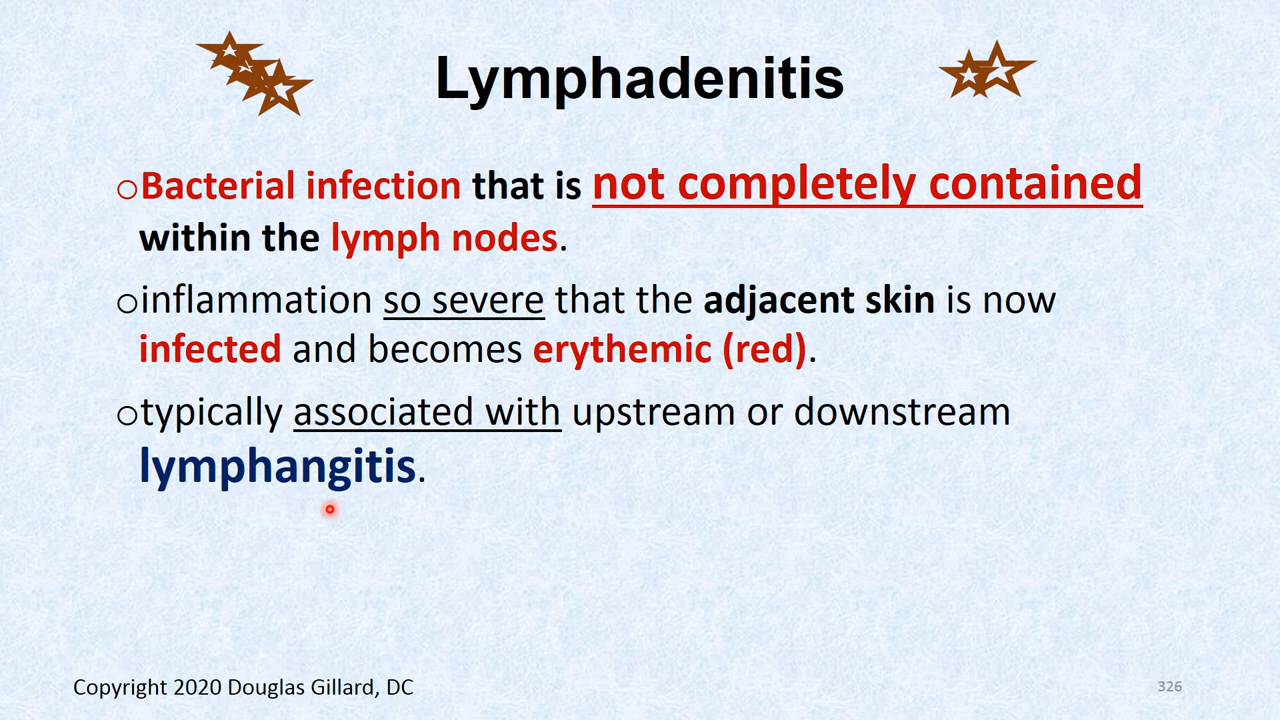 Lymphadenitis
○Bacterial infection that is not completely contained
within the lymph nodes.
○inflammation so severe that the adjacent skin is now
infected and becomes erythemic (red).
○typically associated with upstream or downstream
lymphangitis.
Copyright 2020 Douglas Gillard, DC
326